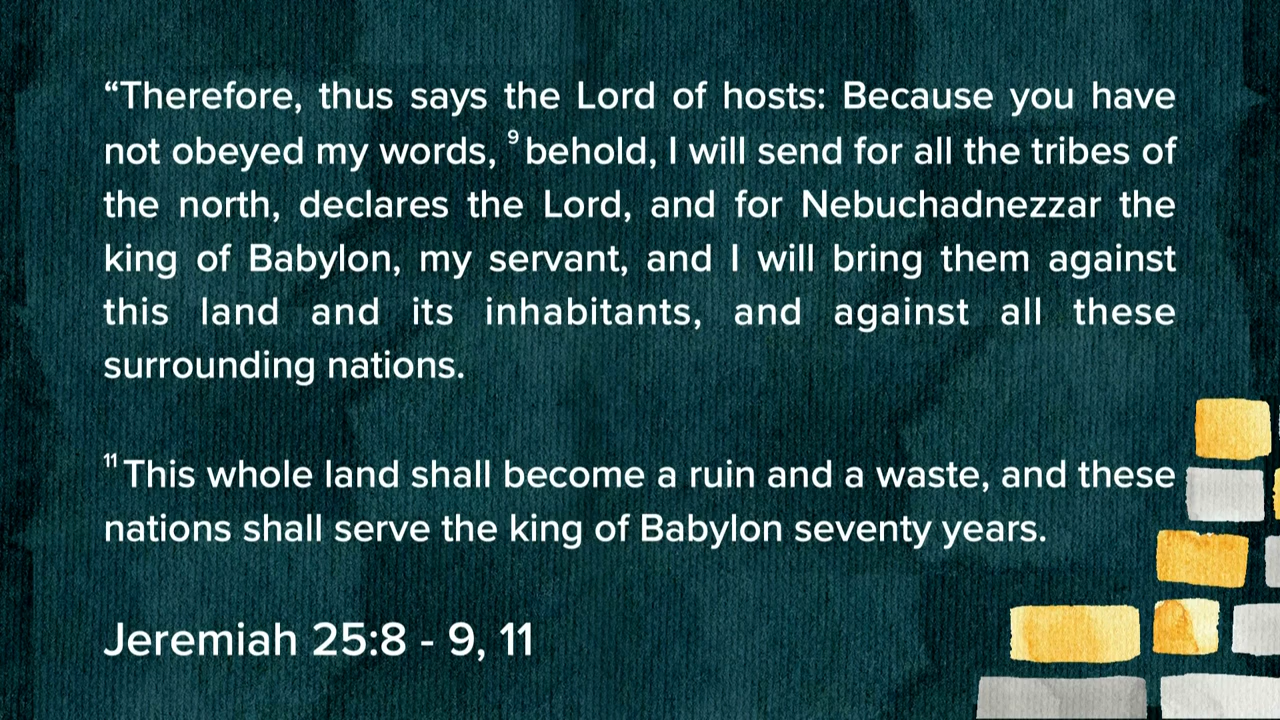 “Therefore, thus says the Lord of hosts: Because you have
not obeyed my words, ⁹ behold, I will send for all the tribes of
the north, declares the Lord, and for Nebuchadnezzar the
king of Babylon, my servant, and I will bring them against
this land and its inhabitants, and against all these
surrounding nations.
¹¹ This whole land shall become a ruin and a waste, and these
nations shall serve the king of Babylon seventy years.
Jeremiah 25:8 - 9, 11